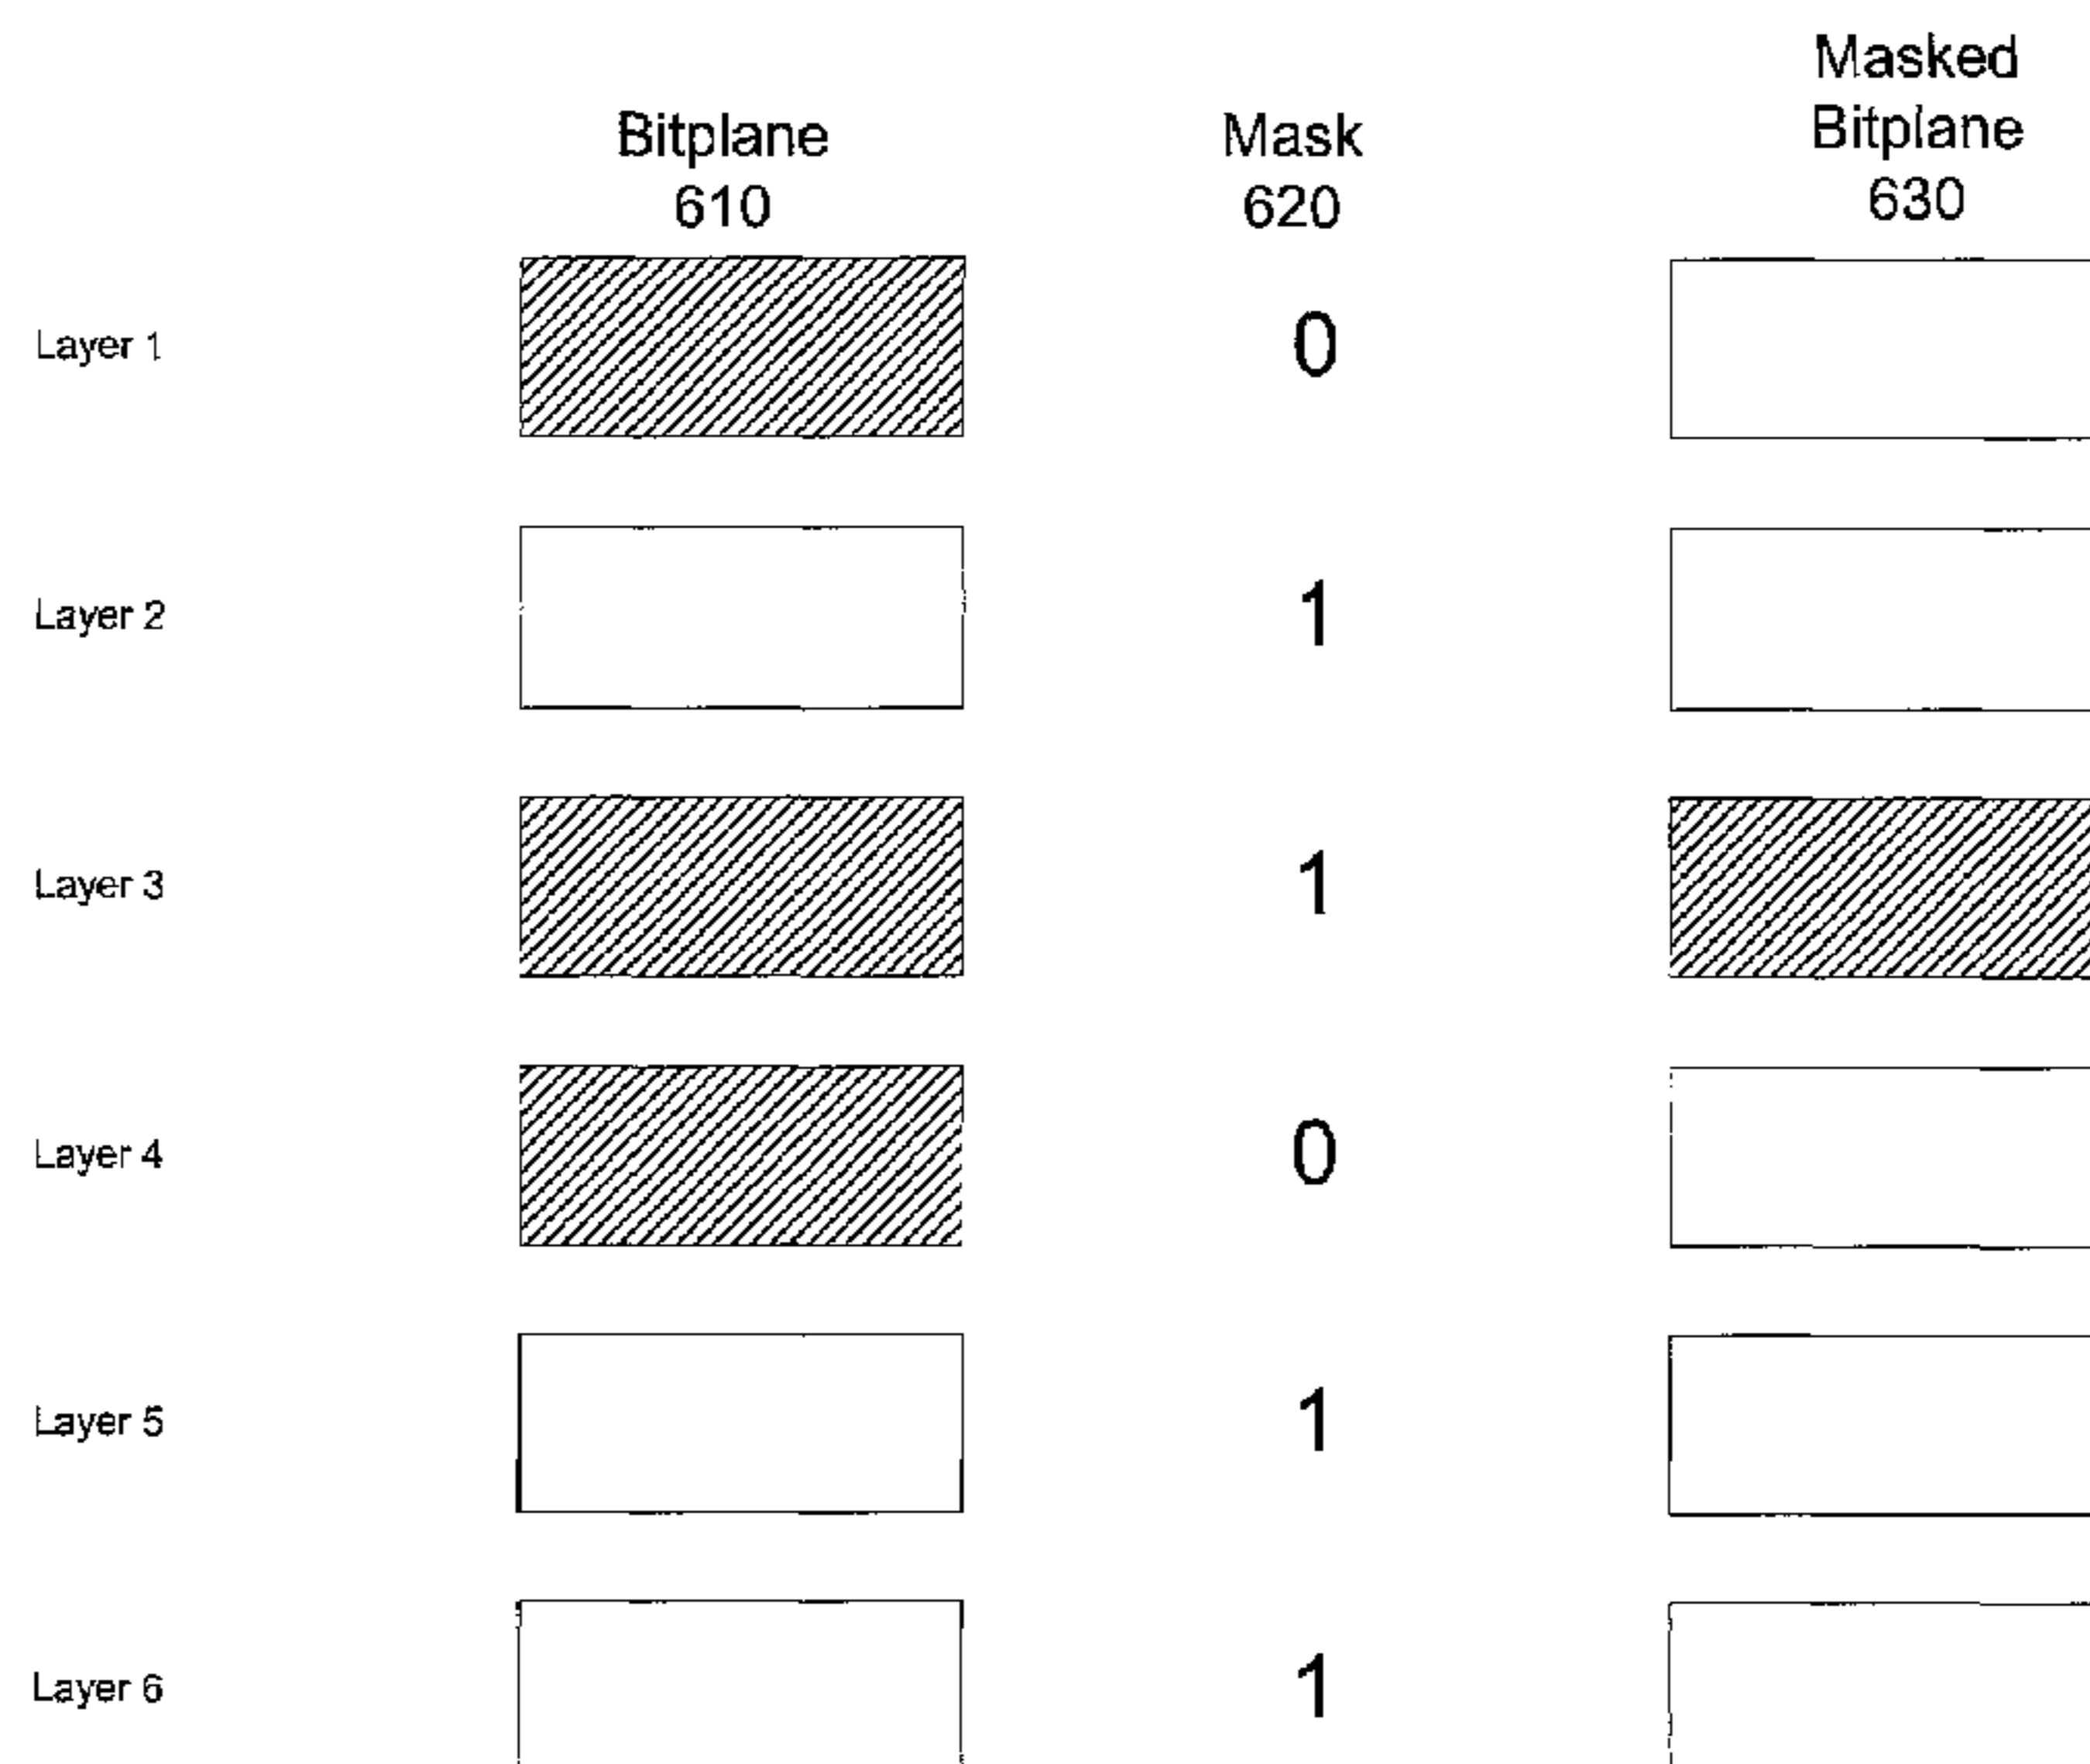 Masked
Bitplane Mask Bitplane
610 620 630
Layer 1 0
Layer 2 1
Layer 3 1
Layer 4 0
Layer 5 1
Layer 6 1